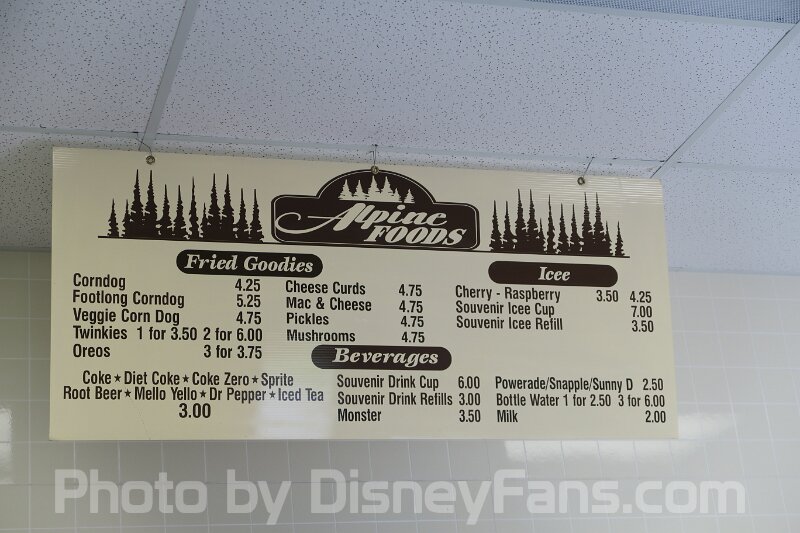 Alpine
FOODS
Fried Goodies
Corndog 4.25
Footlong Corndog 5.25
Veggie Corn Dog 4.75
Twinkies 1 for 3.50 2 for 6.00
Oreos 3 for 3.75
Cheese Curds 4.75
Mac & Cheese 4.75
Pickles 4.75
Mushrooms 4.75
Icee
Cherry - Raspberry 3.50 4.25
Souvenir Icee Cup 7.00
Souvenir Icee Refill 3.50
Beverages
Coke ★ Diet Coke ★ Coke Zero ★ Sprite
Root Beer ★ Mello Yello ★ Dr Pepper ★ Iced Tea
3.00
Souvenir Drink Cup 6.00
Souvenir Drink Refills 3.00
Monster 3.50
Powerade/Snapple/Sunny D 2.50
Bottle Water 1 for 2.50 3 for 6.00
Milk 2.00
Photo by DisneyFans.com